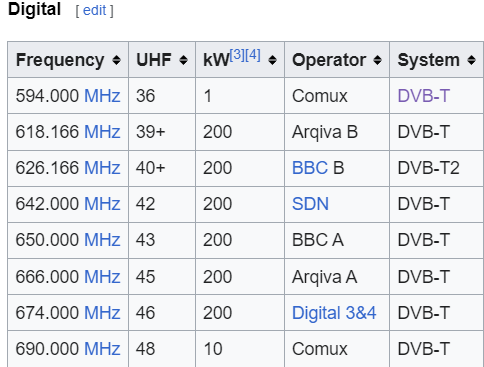 Digital [ edit ]
Frequency UHF kW[3][4] Operator System
594.000 MHz 36 1 Comux DVB-T
618.166 MHz 39+ 200 Arqiva B DVB-T
626.166 MHz 40+ 200 BBC B DVB-T2
642.000 MHz 42 200 SDN DVB-T
650.000 MHz 43 200 BBC A DVB-T
666.000 MHz 45 200 Arqiva A DVB-T
674.000 MHz 46 200 Digital 3&4 DVB-T
690.000 MHz 48 10 Comux DVB-T